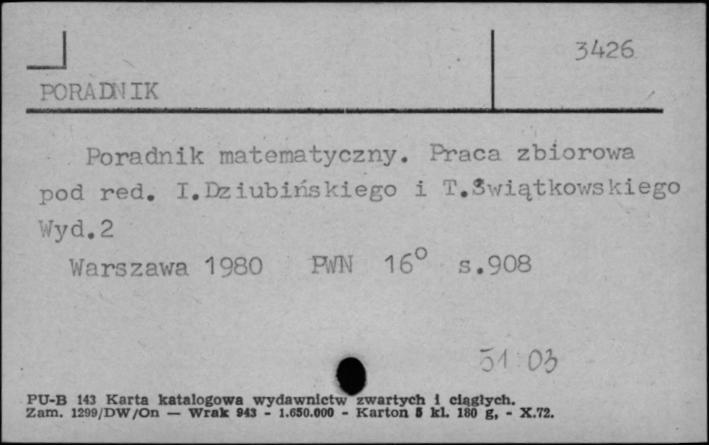 3426
PORADNIK
Poradnik matematyczny. Praca zbiorowa
pod red. I.Dziubińskiego i T.Świątkowskiego
Wyd.2
Warszawa 1980 PWN 16° s.908
51 03
PU-B 143 Karta katalogowa wydawnictw zwartych i ciągłych.
Zam. 1299/DW/On — Wrak 943 - 1.650.000 - Karton 5 kl. 180 g, - X.72.